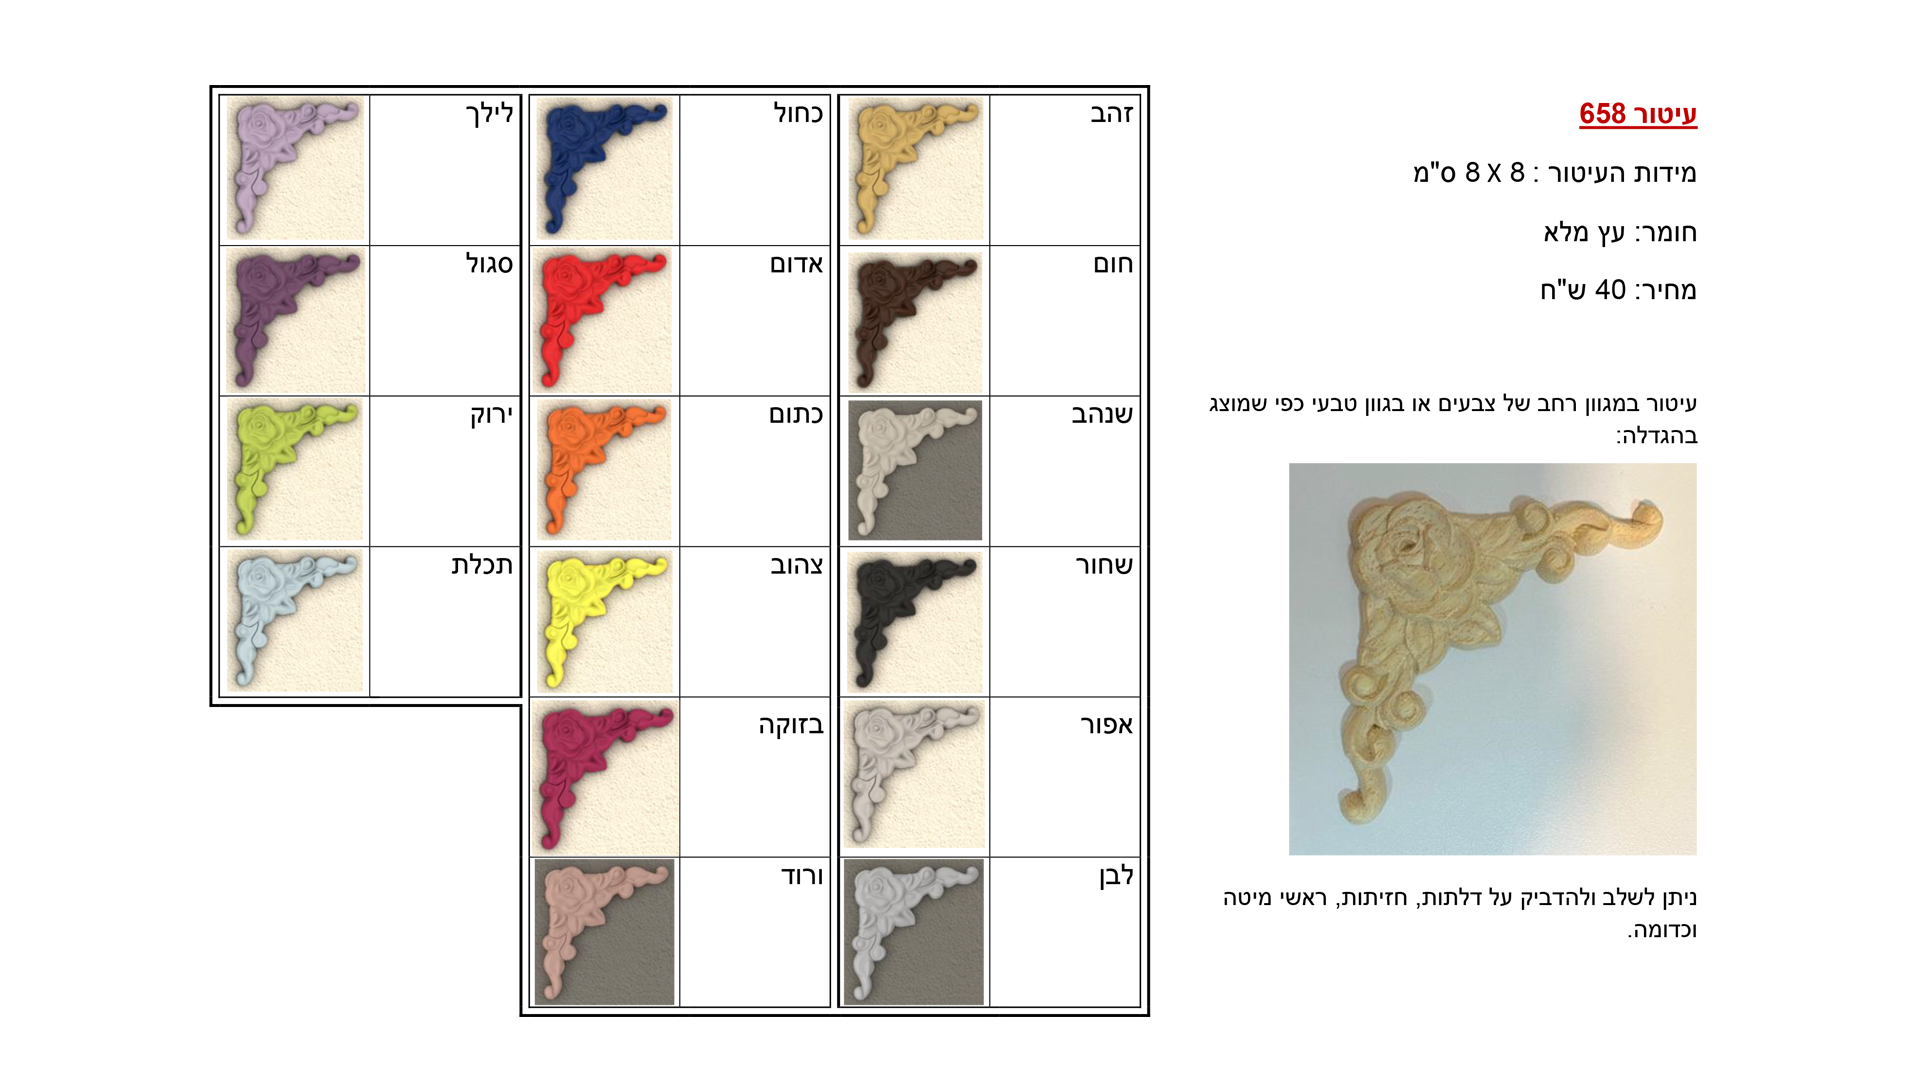 עיטור 658
מידות העיטור : 8 X 8 ס"מ
חומר: עץ מלא
מחיר: 40 ש"ח
עיטור במגוון רחב של צבעים או בגוון טבעי כפי שמוצג
בהגדלה:
ניתן לשלב ולהדביק על דלתות, חזיתות, ראשי מיטה
וכדומה.
זהב
חום
שנהב
שחור
אפור
לבן
כחול
אדום
כתום
צהוב
בזוקה
ורוד
לילך
סגול
ירוק
תכלת